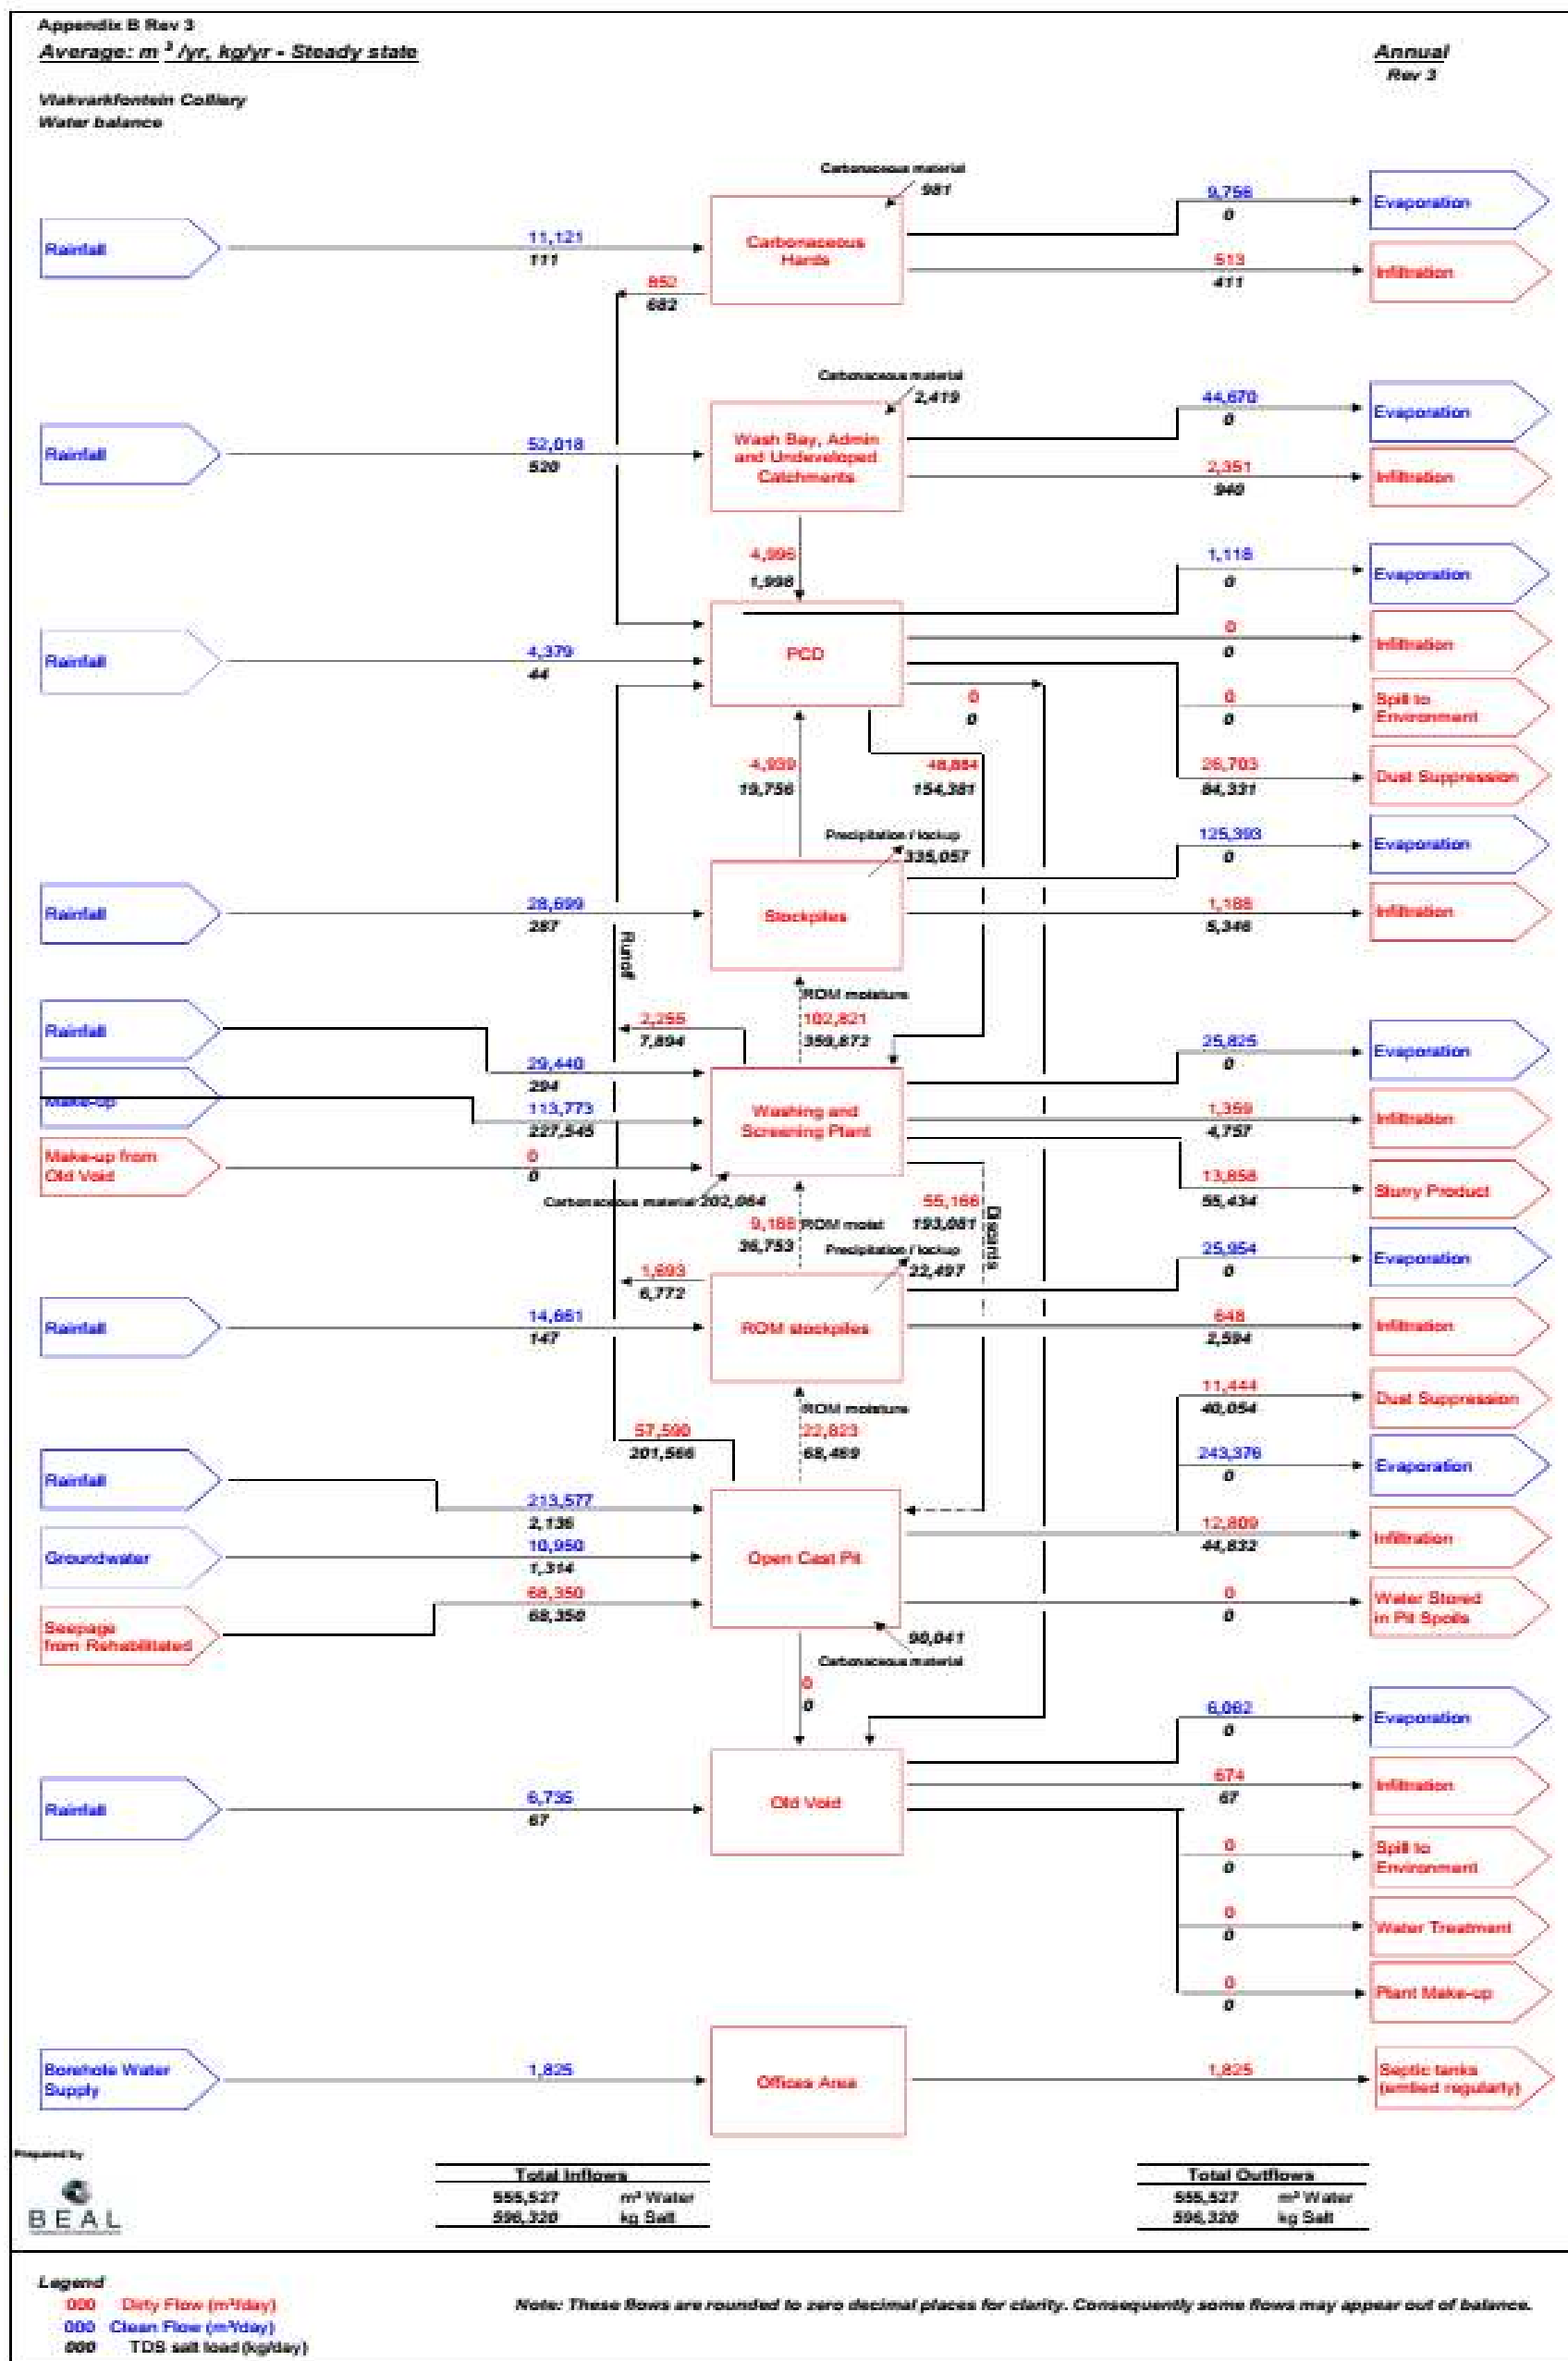 Appendix B Rev 3
Average: m ³ /yr, kg/yr - Steady state
Annual
Rev 3
Vlakvarkfontein Colliery
Water balance
Carbonaceous material
981
Rainfall
11,121
111
Carbonaceous
Hards
9,756
0
Evaporation
513
411
Infiltration
852
682
Carbonaceous material
2,419
Rainfall
52,018
520
Wash Bay, Admin
and Undeveloped
Catchments
44,670
0
Evaporation
2,351
940
Infiltration
4,996
1,998
Rainfall
4,379
44
PCD
1,118
0
Evaporation
0
0
Infiltration
0
0
0
0
Spill to
Environment
26,703
84,331
Dust Suppression
4,939
19,756
48,884
154,381
Precipitation / lockup
335,057
Rainfall
28,699
287
Stockpiles
125,393
0
Evaporation
1,188
5,346
Infiltration
Runoff
ROM moisture
102,821
359,872
2,255
7,894
Rainfall
29,440
294
Make-up
113,773
227,545
Make-up from
Old Void
0
0
Washing and
Screening Plant
25,825
0
Evaporation
1,359
4,757
Infiltration
13,858
55,434
Slurry Product
Carbonaceous material 202,064
55,166
193,081
Discards
9,188
36,753
ROM moist
Precipitation / lockup
22,497
1,693
6,772
Rainfall
14,661
147
ROM stockpiles
25,954
0
Evaporation
648
2,594
Infiltration
ROM moisture
22,823
68,469
57,590
201,566
11,444
40,054
Dust Suppression
243,376
0
Evaporation
Rainfall
213,577
2,136
Groundwater
10,950
1,314
Seepage
from Rehabilitated
68,350
68,350
Open Cast Pit
12,809
44,832
Infiltration
0
0
Water Stored
in Pit Spoils
90,041
Carbonaceous material
0
0
Rainfall
6,735
67
Old Void
6,062
0
Evaporation
674
67
Infiltration
0
0
Spill to
Environment
0
0
Water Treatment
0
0
Plant Make-up
Borehole Water
Supply
1,825
Offices Area
1,825
Septic tanks
(emtied regularly)
Prepared by
BEAL
Total Inflows
555,527 m³ Water
596,320 kg Salt
Total Outflows
555,527 m³ Water
596,320 kg Salt
Legend
000 Dirty Flow (m³/day)
000 Clean Flow (m³/day)
000 TDS salt load (kg/day)
Note: These flows are rounded to zero decimal places for clarity. Consequently some flows may appear out of balance.